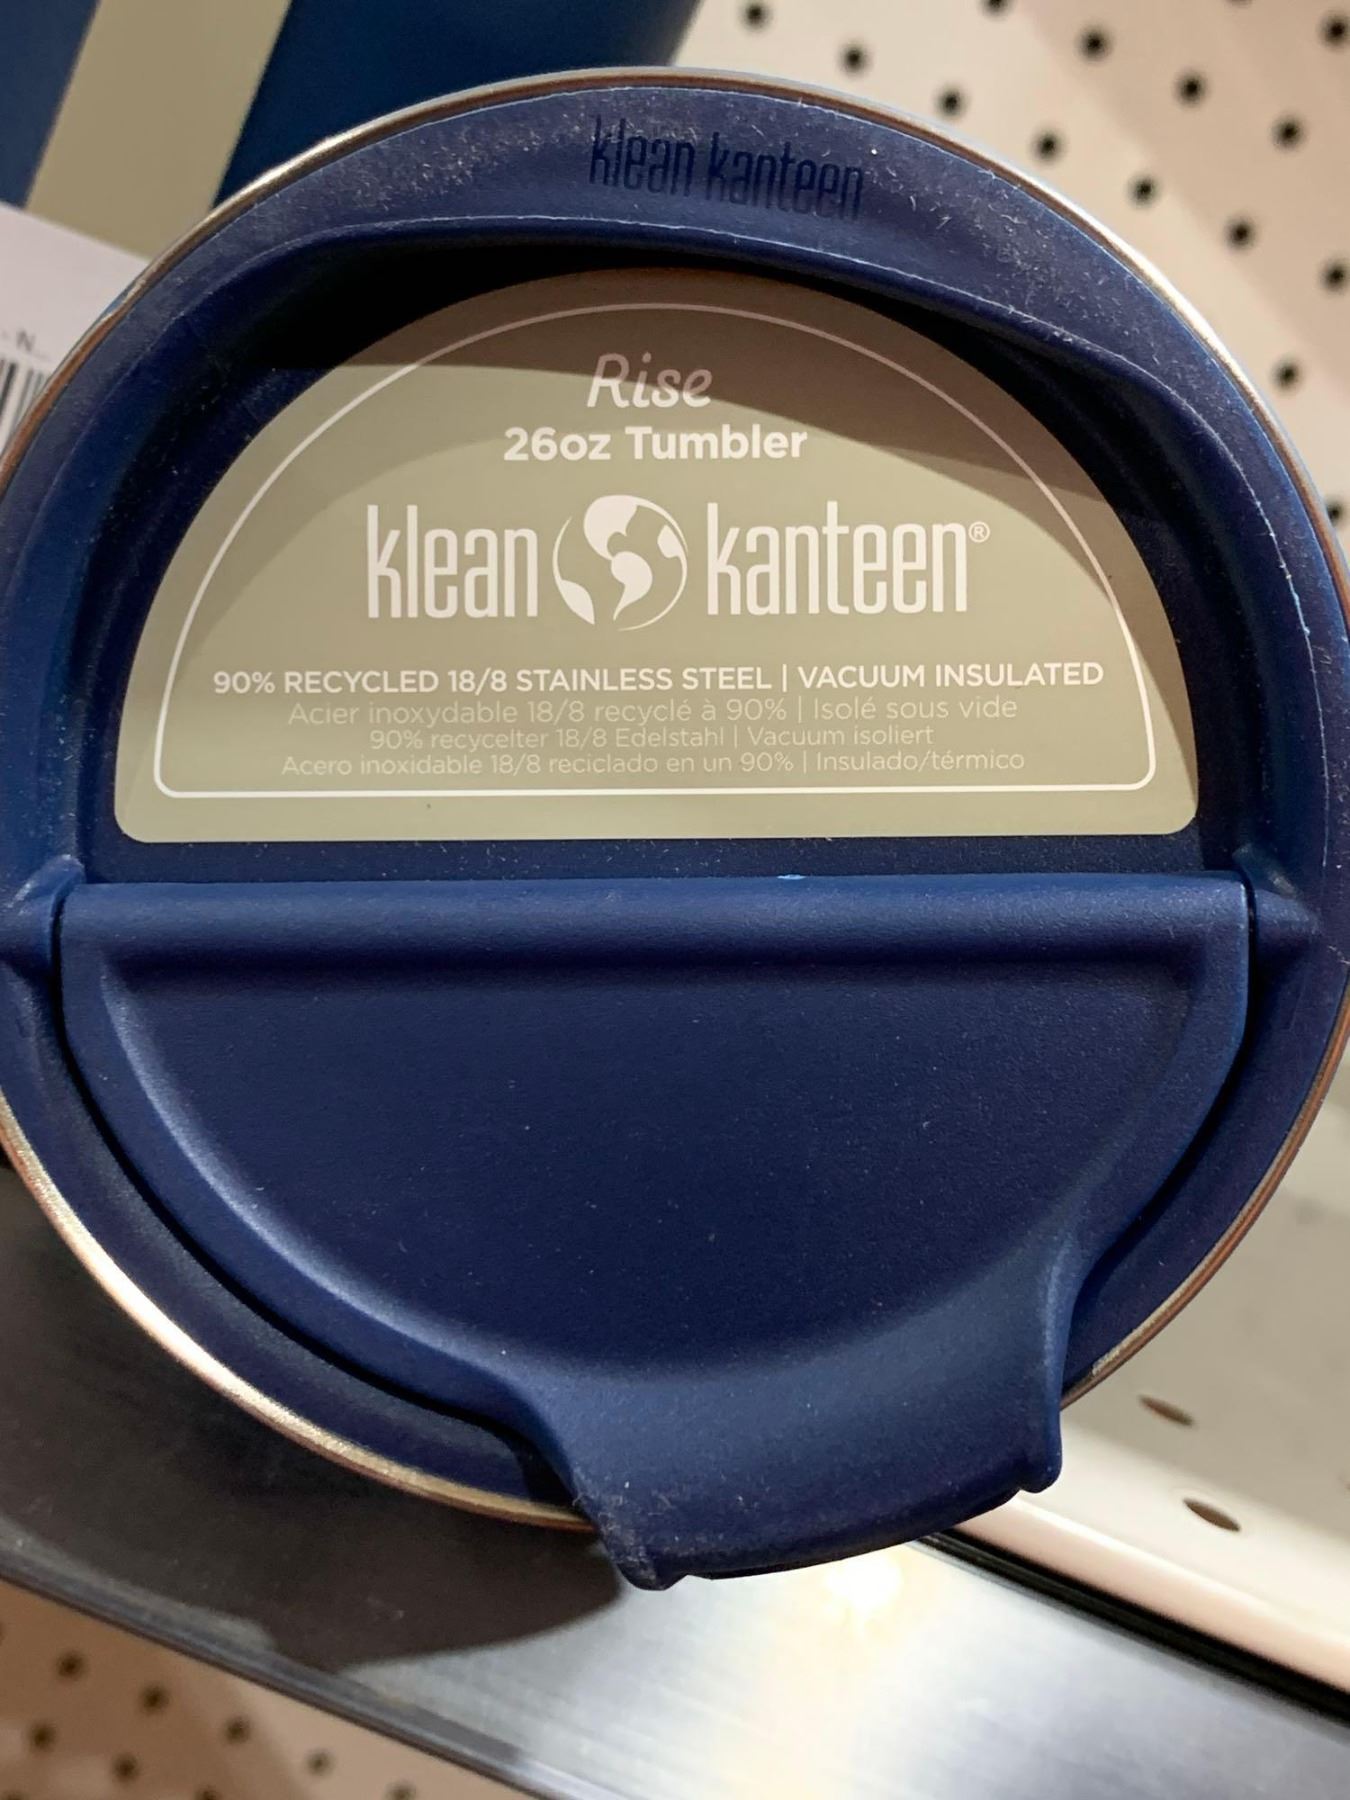 klean kanteen
Rise
26oz Tumbler
klean kanteen®
90% RECYCLED 18/8 STAINLESS STEEL | VACUUM INSULATED
Acier inoxydable 18/8 recyclé à 90% | Isolé sous vide
90% recycelter 18/8 Edelstahl | Vacuum isoliert
Acero inoxidable 18/8 reciclado en un 90% | Insulado/térmico